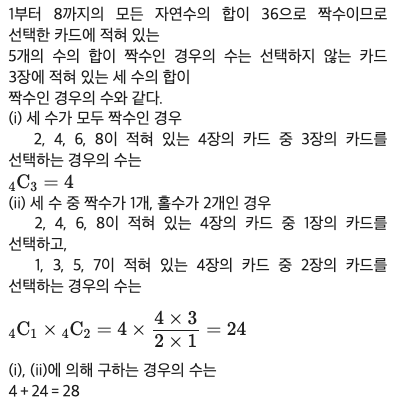 1부터 8까지의 모든 자연수의 합이 36으로 짝수이므로
선택한 카드에 적혀 있는
5개의 수의 합이 짝수인 경우의 수는 선택하지 않는 카드
3장에 적혀 있는 세 수의 합이
짝수인 경우의 수와 같다.
(i) 세 수가 모두 짝수인 경우
2, 4, 6, 8이 적혀 있는 4장의 카드 중 3장의 카드를
선택하는 경우의 수는
₄C₃ = 4
(ii) 세 수 중 짝수가 1개, 홀수가 2개인 경우
2, 4, 6, 8이 적혀 있는 4장의 카드 중 1장의 카드를
선택하고,
1, 3, 5, 7이 적혀 있는 4장의 카드 중 2장의 카드를
선택하는 경우의 수는
₄C₁ × ₄C₂ = 4 × (4 × 3)/(2 × 1) = 24
(i), (ii)에 의해 구하는 경우의 수는
4 + 24 = 28